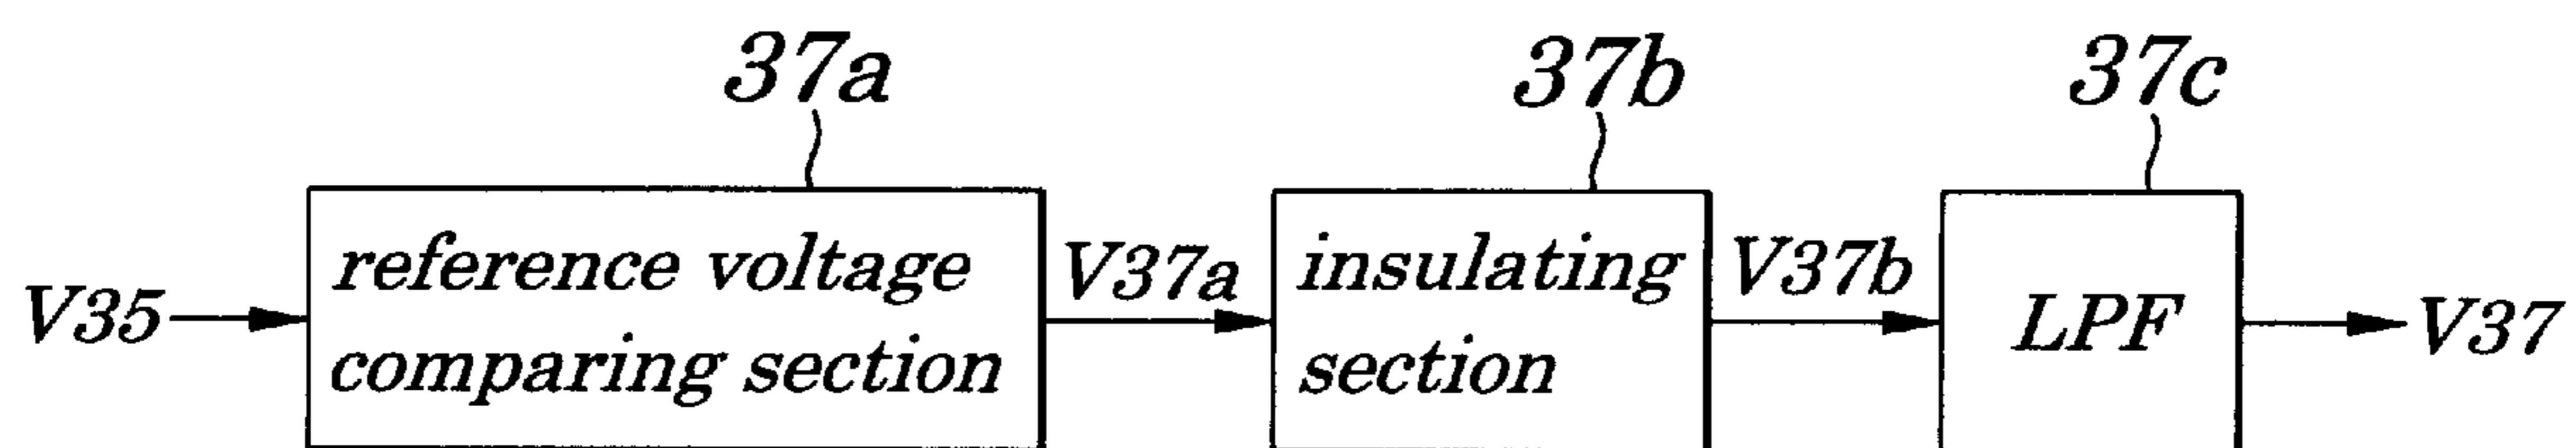 37a
37b
37c
V35
reference voltage
comparing section
V37a
insulating
section
V37b
LPF
V37